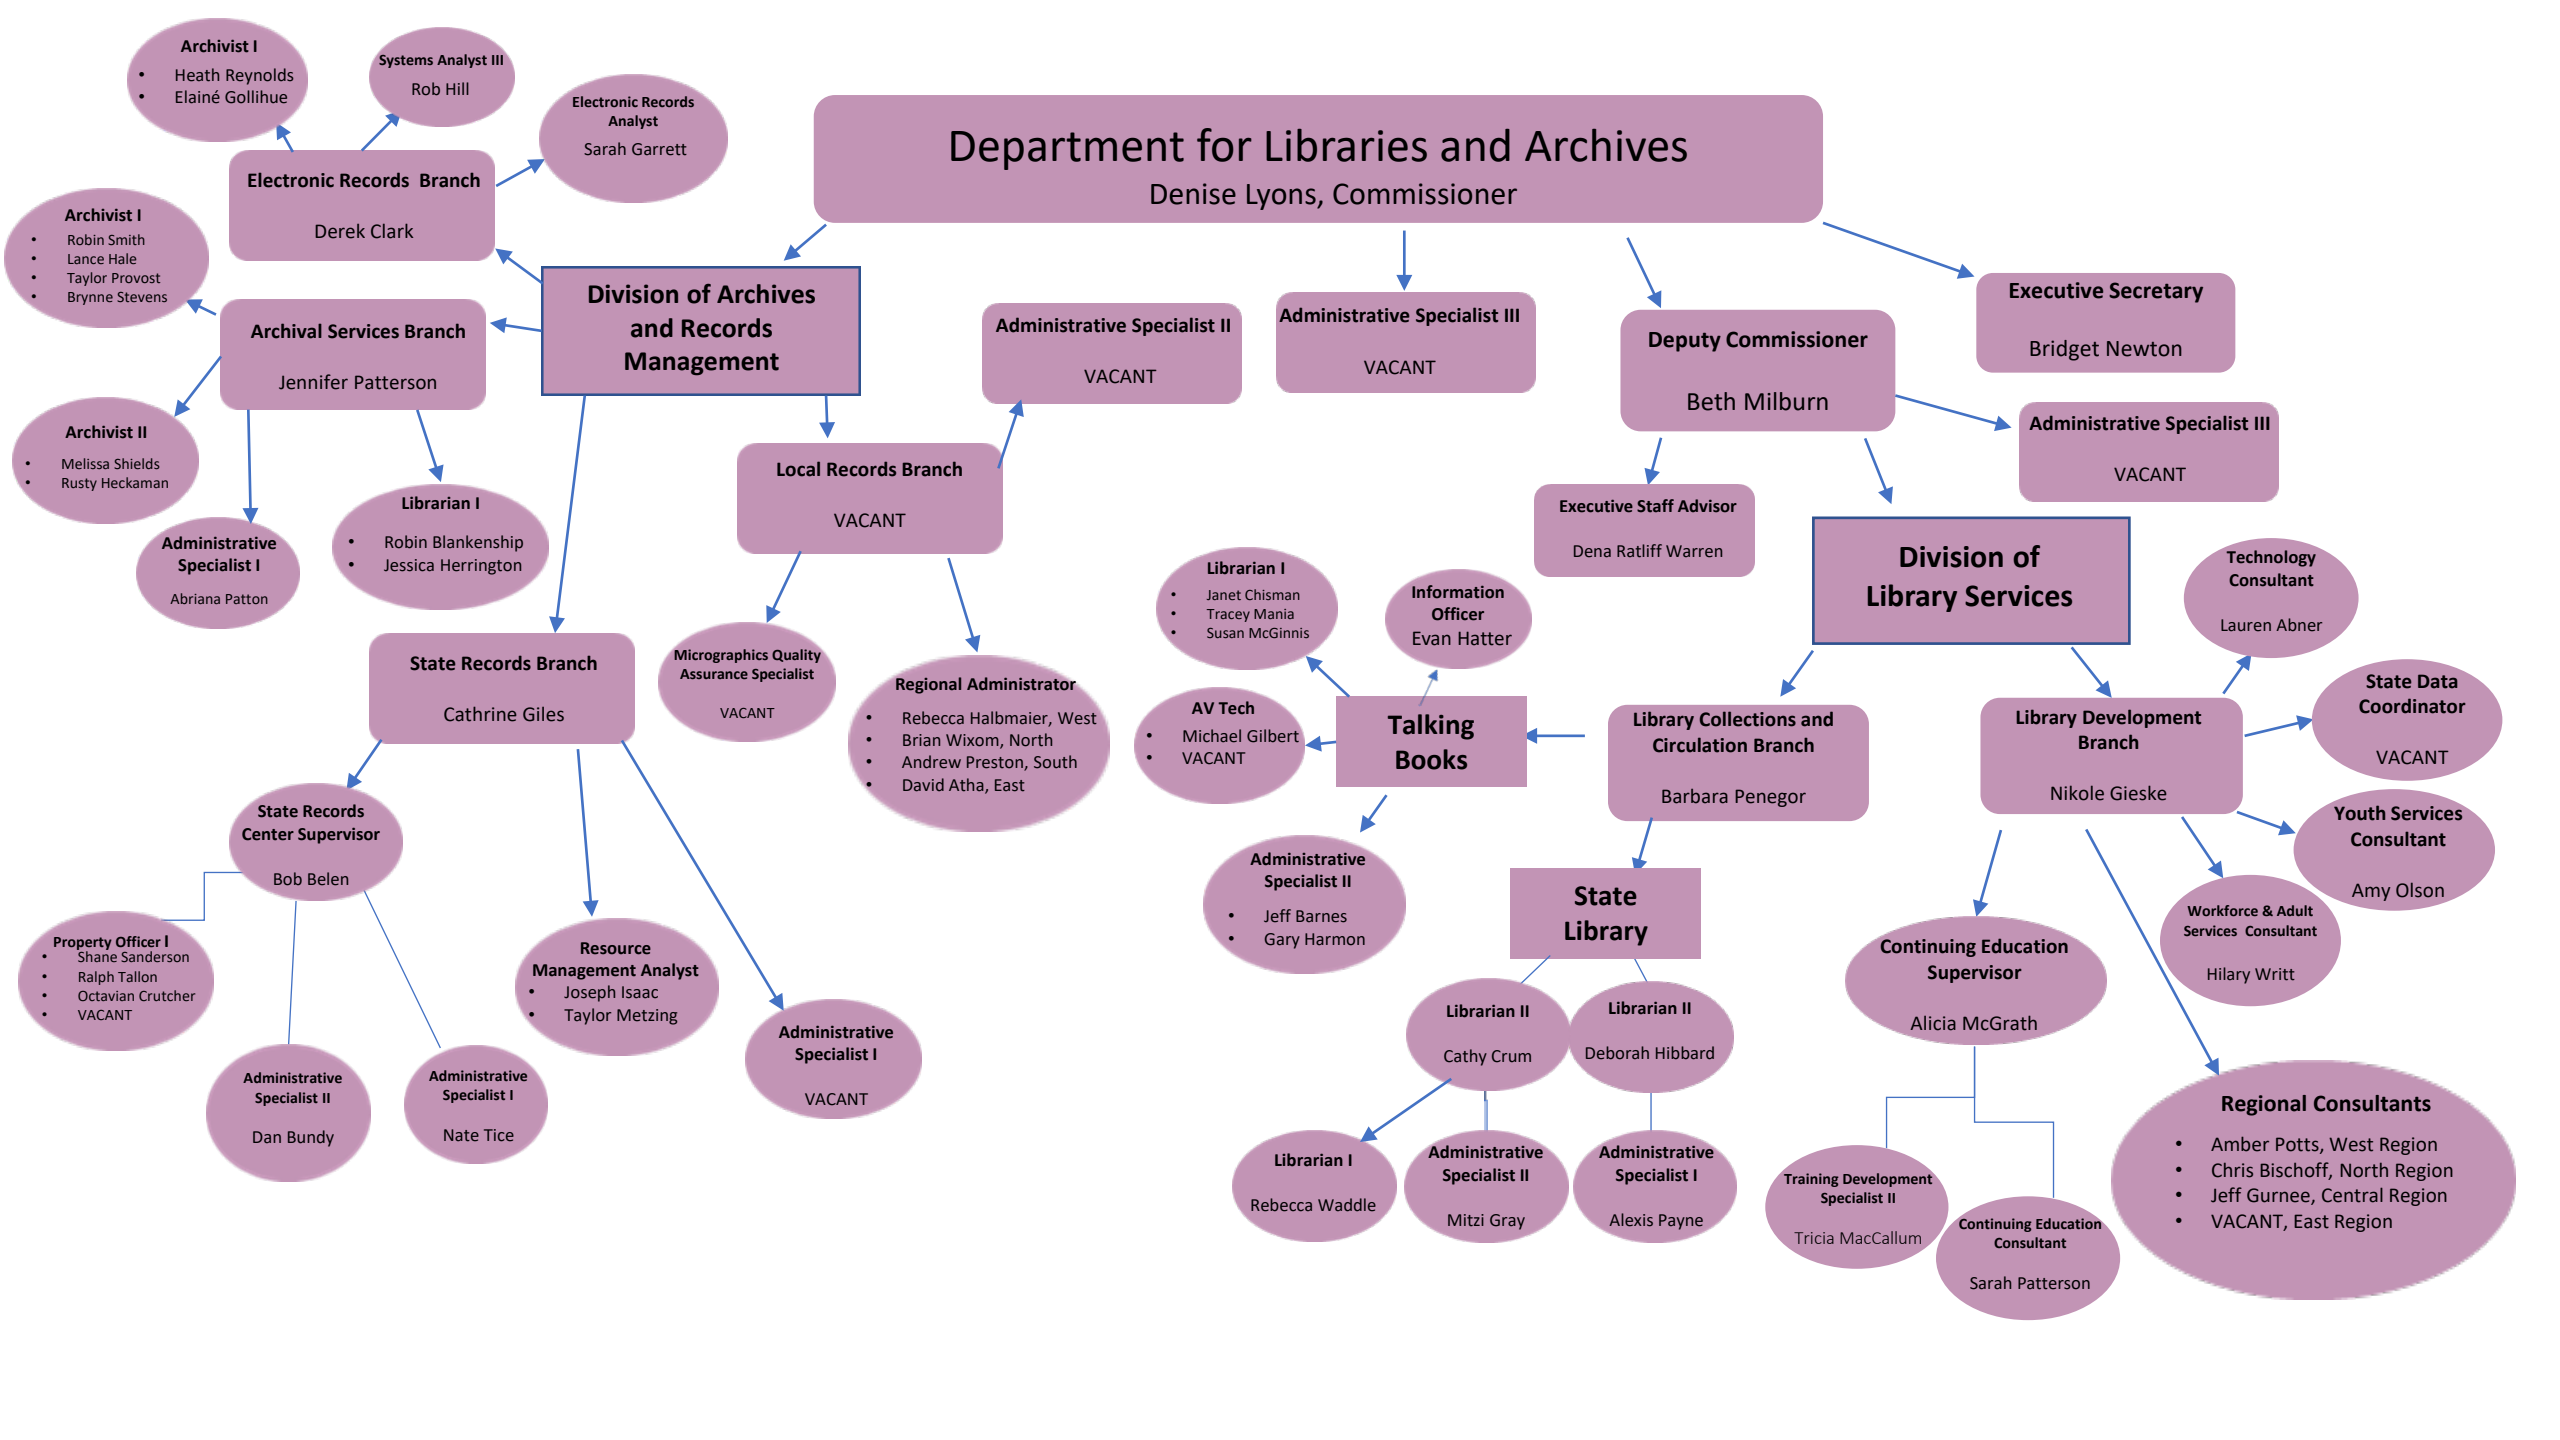 Department for Libraries and Archives
Denise Lyons, Commissioner
Archivist I
• Heath Reynolds
• Elainé Gollihue
Systems Analyst III
Rob Hill
Electronic Records
Analyst
Sarah Garrett
Electronic Records  Branch
Derek Clark
Archivist I
• Robin Smith
• Lance Hale
• Taylor Provost
• Brynne Stevens
Archival Services Branch
Jennifer Patterson
Division of Archives
and Records
Management
Administrative Specialist II
VACANT
Administrative Specialist III
VACANT
Deputy Commissioner
Beth Milburn
Executive Secretary
Bridget Newton
Administrative Specialist III
VACANT
Archivist II
• Melissa Shields
• Rusty Heckaman
Administrative
Specialist I
Abriana Patton
Librarian I
• Robin Blankenship
• Jessica Herrington
Local Records Branch
VACANT
Executive Staff Advisor
Dena Ratliff Warren
Division of
Library Services
State Records Branch
Cathrine Giles
Micrographics Quality
Assurance Specialist
VACANT
Regional Administrator
• Rebecca Halbmaier, West
• Brian Wixom, North
• Andrew Preston, South
• David Atha, East
Librarian I
• Janet Chisman
• Tracey Mania
• Susan McGinnis
Information
Officer
Evan Hatter
AV Tech
• Michael Gilbert
• VACANT
Talking
Books
Library Collections and
Circulation Branch
Barbara Penegor
Library Development
Branch
Nikole Gieske
Technology
Consultant
Lauren Abner
State Data
Coordinator
VACANT
Youth Services
Consultant
Amy Olson
Workforce & Adult
Services  Consultant
Hilary Writt
State Records
Center Supervisor
Bob Belen
Property Officer I
• Shane Sanderson
• Ralph Tallon
• Octavian Crutcher
• VACANT
Administrative
Specialist II
Dan Bundy
Administrative
Specialist I
Nate Tice
Resource
Management Analyst
• Joseph Isaac
• Taylor Metzing
Administrative
Specialist I
VACANT
Administrative
Specialist II
• Jeff Barnes
• Gary Harmon
State
Library
Librarian II
Cathy Crum
Librarian II
Deborah Hibbard
Librarian I
Rebecca Waddle
Administrative
Specialist II
Mitzi Gray
Administrative
Specialist I
Alexis Payne
Continuing Education
Supervisor
Alicia McGrath
Training Development
Specialist II
Tricia MacCallum
Continuing Education
Consultant
Sarah Patterson
Regional Consultants
• Amber Potts, West Region
• Chris Bischoff, North Region
• Jeff Gurnee, Central Region
• VACANT, East Region